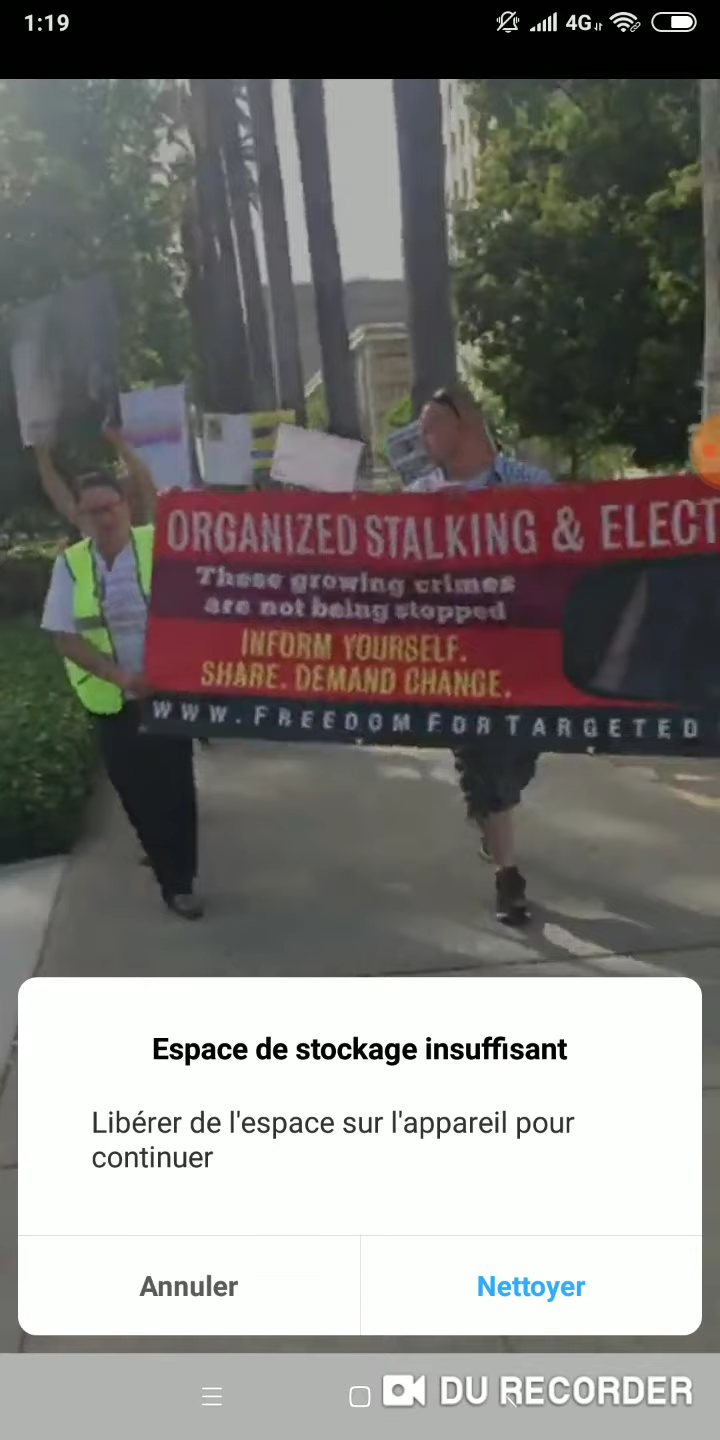 1:19
4G
ORGANIZED STALKING & ELECT
These growing crimes
are not being stopped
INFORM YOURSELF.
SHARE. DEMAND CHANGE.
WWW.FREEDOMFORTARGETED
Espace de stockage insuffisant
Libérer de l'espace sur l'appareil pour
continuer
Annuler
Nettoyer
DU RECORDER